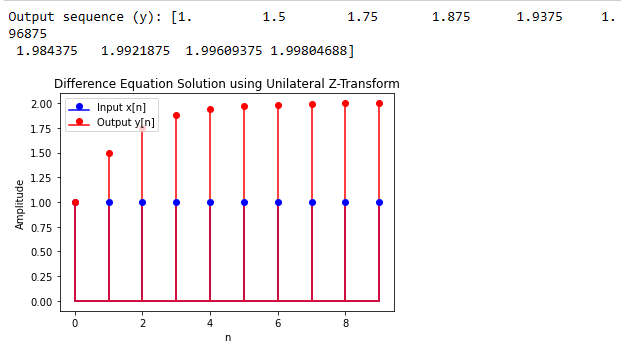 Output sequence (y): [1. 1.5 1.75 1.875 1.9375 1.
96875
1.984375 1.9921875 1.99609375 1.99804688]
Difference Equation Solution using Unilateral Z-Transform
Input x[n]
Output y[n]
2.00
1.75
1.50
1.25
1.00
0.75
0.50
0.25
0.00
Amplitude
0 2 4 6 8
n